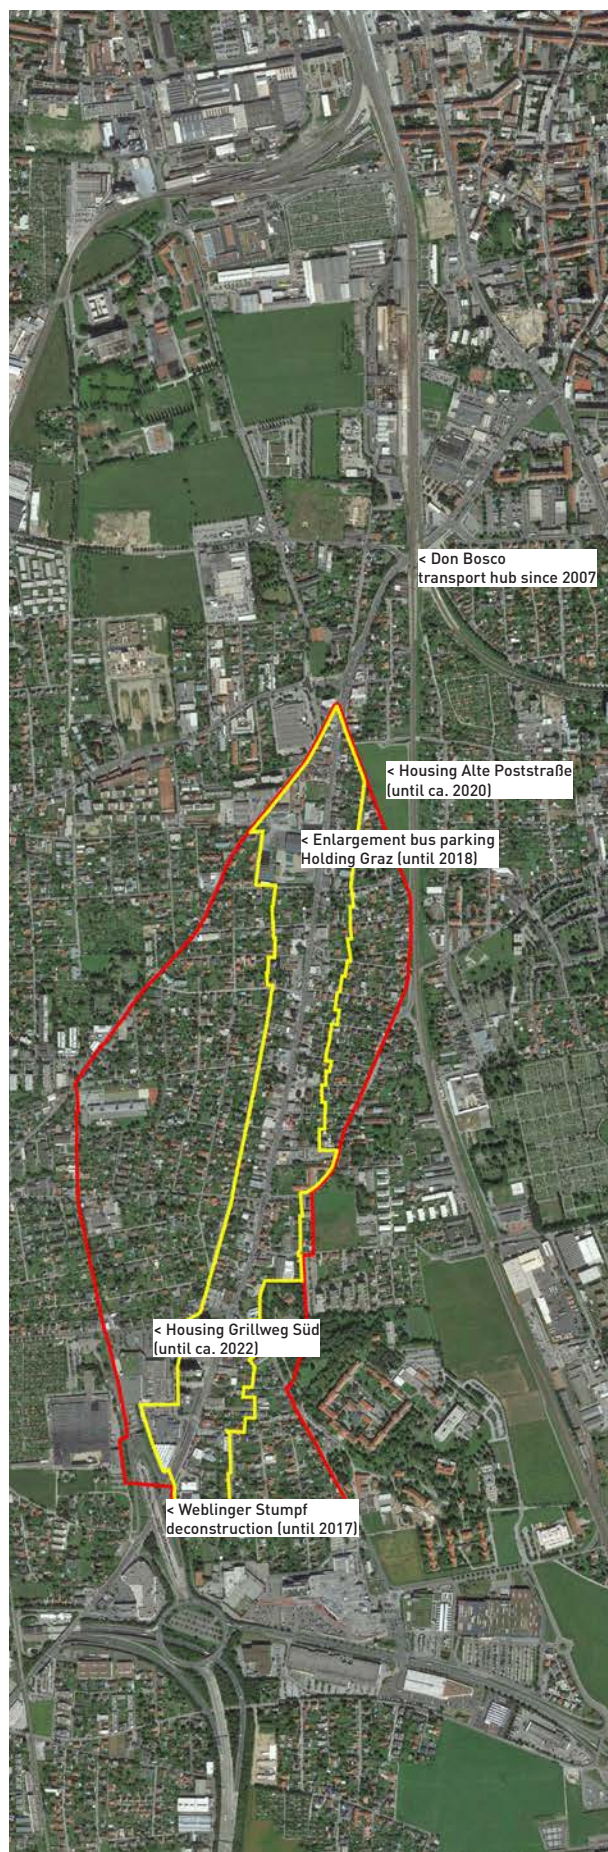 < Don Bosco
transport hub since 2007
< Housing Alte Poststraße
(until ca. 2020)
< Enlargement bus parking
Holding Graz (until 2018)
< Housing Grillweg Süd
(until ca. 2022)
< Weblinger Stumpf
deconstruction (until 2017)